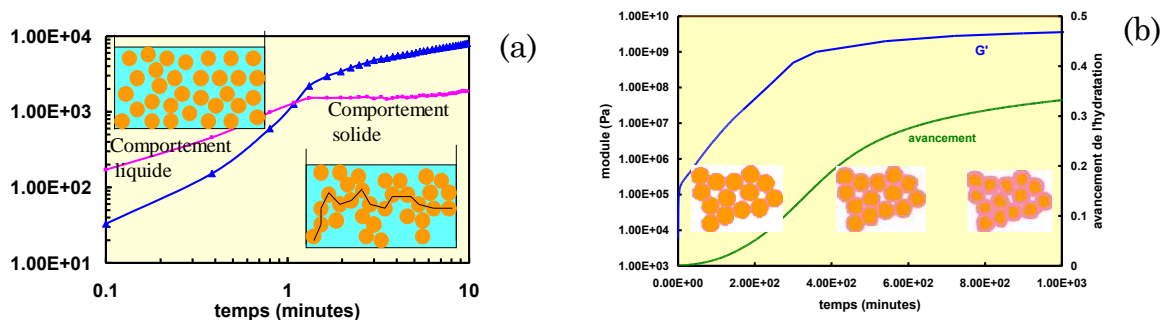 (a)
1.00E+04
1.00E+03
1.00E+02
1.00E+01
Comportement
liquide
Comportement
solide
0.1
1
10
temps (minutes)
(b)
module (Pa)
1.00E+10
1.00E+09
1.00E+08
1.00E+07
1.00E+06
1.00E+05
1.00E+04
1.00E+03
G'
avancement
0.5
0.4
0.3
0.2
0.1
0
avancement de l'hydration
0.00E+00
2.00E+02
4.00E+02
6.00E+02
8.00E+02
1.00E+03
temps (minutes)